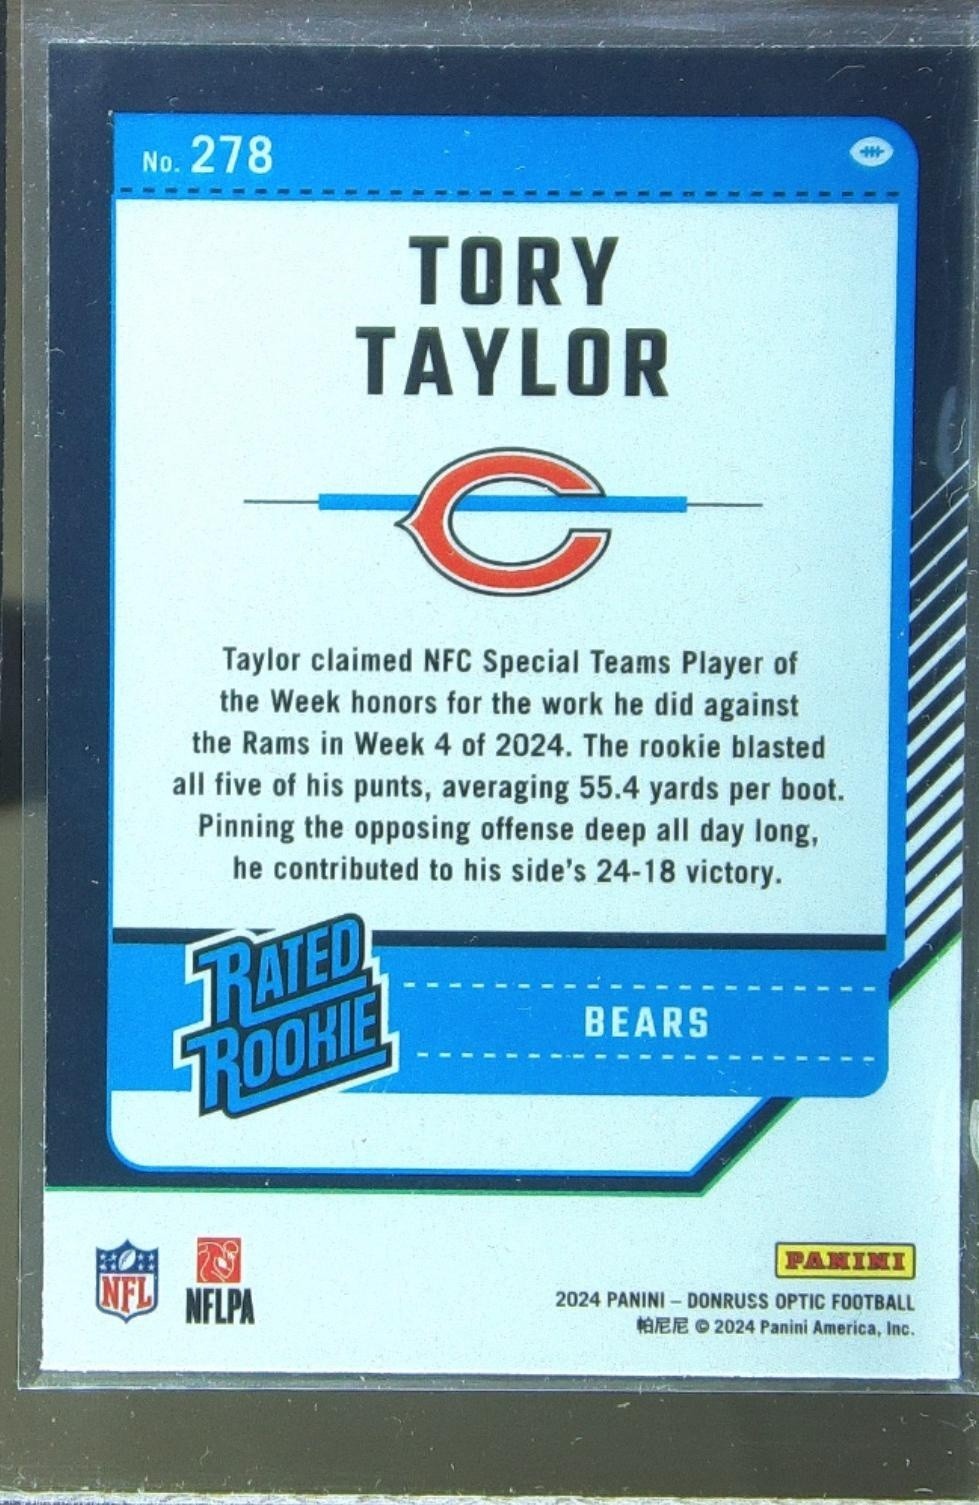 No. 278
TORY
TAYLOR
Taylor claimed NFC Special Teams Player of
the Week honors for the work he did against
the Rams in Week 4 of 2024. The rookie blasted
all five of his punts, averaging 55.4 yards per boot.
Pinning the opposing offense deep all day long,
he contributed to his side's 24-18 victory.
RATED
ROOKIE
BEARS
NFL
NFLPA
PANINI
2024 PANINI – DONRUSS OPTIC FOOTBALL
帕尼尼 © 2024 Panini America, Inc.